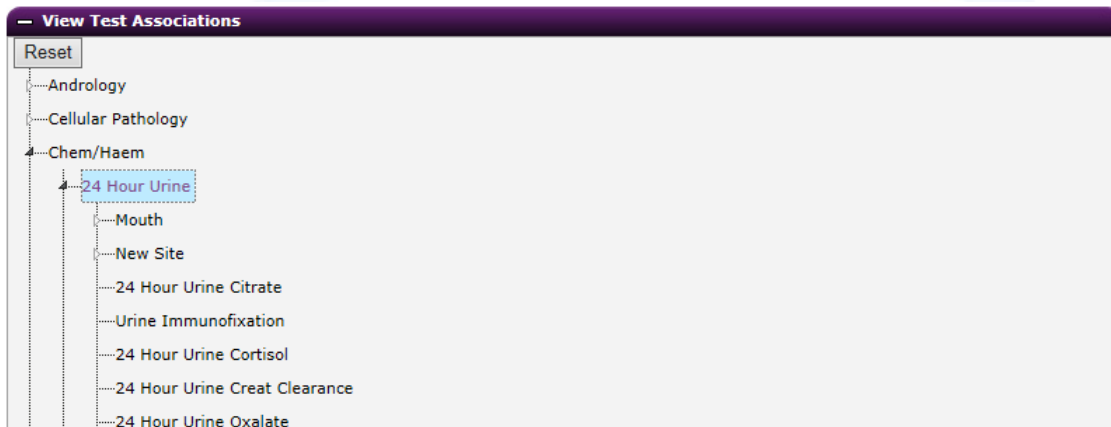 View Test Associations
Reset
Andrology
Cellular Pathology
Chem/Haem
24 Hour Urine
Mouth
New Site
24 Hour Urine Citrate
Urine Immunofixation
24 Hour Urine Cortisol
24 Hour Urine Creat Clearance
24 Hour Urine Oxalate